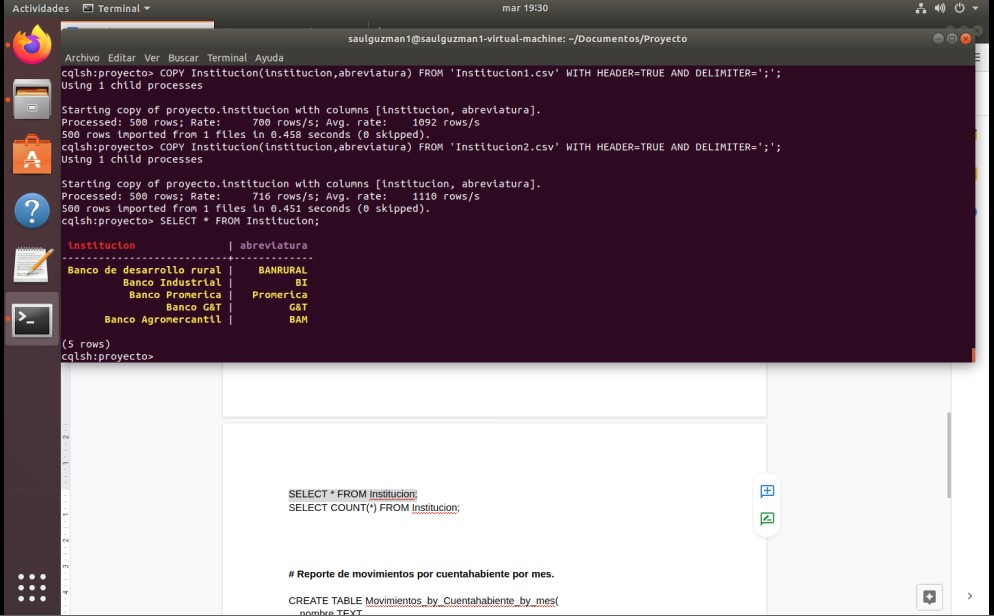 Actividades Terminal mar 19:30
saulguzman1@saulguzman1-virtual-machine: ~/Documentos/Proyecto
Archivo Editar Ver Buscar Terminal Ayuda
cqlsh:proyecto> COPY Institucion(institucion,abreviatura) FROM 'Institucion1.csv' WITH HEADER=TRUE AND DELIMITER=';';
Using 1 child processes
Starting copy of proyecto.institucion with columns [institucion, abreviatura].
Processed: 500 rows; Rate: 700 rows/s; Avg. rate: 1092 rows/s
500 rows imported from 1 files in 0.458 seconds (0 skipped).
cqlsh:proyecto> COPY Institucion(institucion,abreviatura) FROM 'Institucion2.csv' WITH HEADER=TRUE AND DELIMITER=';';
Using 1 child processes
Starting copy of proyecto.institucion with columns [institucion, abreviatura].
Processed: 500 rows; Rate: 716 rows/s; Avg. rate: 1110 rows/s
500 rows imported from 1 files in 0.451 seconds (0 skipped).
cqlsh:proyecto> SELECT * FROM Institucion;
institucion | abreviatura
---------------------------+-------------
Banco de desarrollo rural | BANRURAL
Banco Industrial | BI
Banco Promerica | Promerica
Banco G&T | G&T
Banco Agromercantil | BAM
(5 rows)
cqlsh:proyecto>
SELECT * FROM Institucion;
SELECT COUNT(*) FROM Institucion;
# Reporte de movimientos por cuentahabiente por mes.
CREATE TABLE Movimientos_by_Cuentahabiente_by_mes(
nombre TEXT